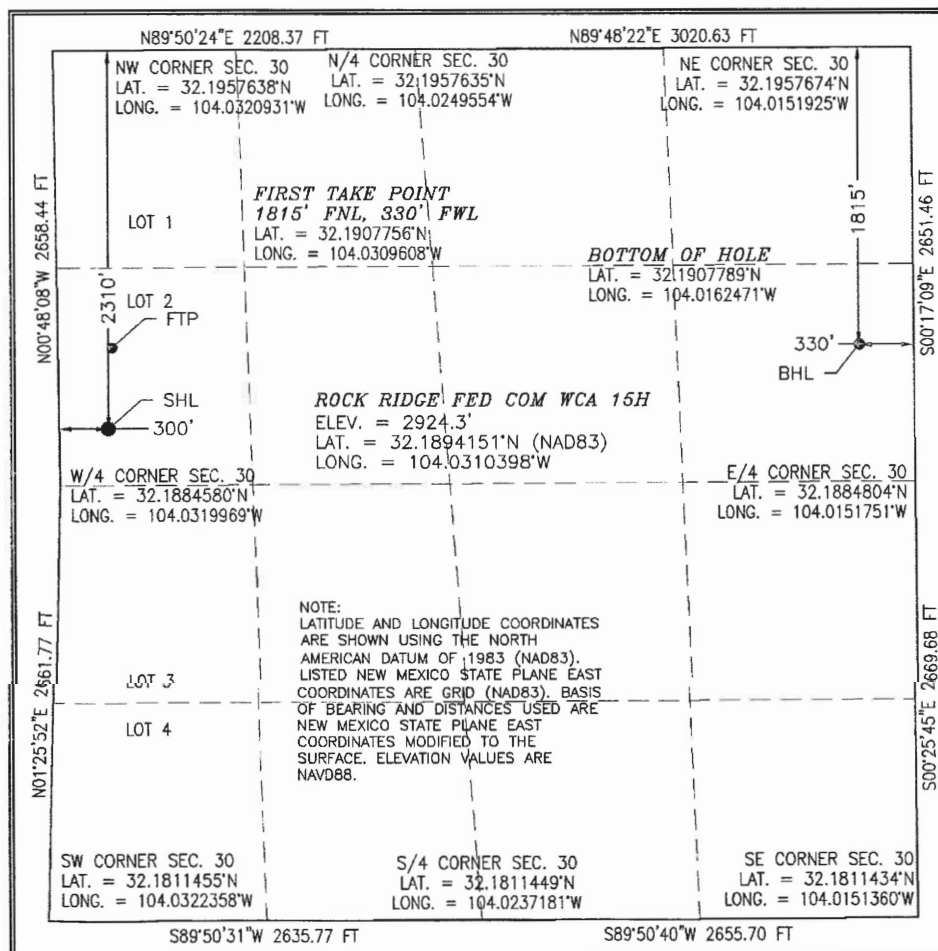 N89°50'24"E 2208.37 FT
N89°48'22"E 3020.63 FT
NW CORNER SEC. 30
LAT. = 32.1957638°N
LONG. = 104.0320931°W
N/4 CORNER SEC. 30
LAT. = 32.1957635°N
LONG. = 104.0249554°W
NE CORNER SEC. 30
LAT. = 32.1957674°N
LONG. = 104.0151925°W
N00°48'08"W 2658.44 FT
LOT 1
FIRST TAKE POINT
1815' FNL, 330' FWL
LAT. = 32.1907756°N
LONG. = 104.0309608°W
1815'
S00°17'09"E 2651.46 FT
BOTTOM OF HOLE
LAT. = 32.1907789°N
LONG. = 104.0162471°W
2310'
LOT 2
FTP
330'
BHL
SHL
300'
ROCK RIDGE FED COM WCA 15H
ELEV. = 2924.3'
LAT. = 32.1894151°N (NAD83)
LONG. = 104.0310398°W
W/4 CORNER SEC. 30
LAT. = 32.1884580°N
LONG. = 104.0319969°W
E/4 CORNER SEC. 30
LAT. = 32.1884804°N
LONG. = 104.0151751°W
N01°25'52"E 2661.77 FT
LOT 3
LOT 4
NOTE:
LATITUDE AND LONGITUDE COORDINATES
ARE SHOWN USING THE NORTH
AMERICAN DATUM OF 1983 (NAD83).
LISTED NEW MEXICO STATE PLANE EAST
COORDINATES ARE GRID (NAD83). BASIS
OF BEARING AND DISTANCES USED ARE
NEW MEXICO STATE PLANE EAST
COORDINATES MODIFIED TO THE
SURFACE. ELEVATION VALUES ARE
NAVD88.
S00°25'45"E 2669.68 FT
SW CORNER SEC. 30
LAT. = 32.1811455°N
LONG. = 104.0322358°W
S/4 CORNER SEC. 30
LAT. = 32.1811449°N
LONG. = 104.0237181°W
SE CORNER SEC. 30
LAT. = 32.1811434°N
LONG. = 104.0151360°W
S89°50'31"W 2635.77 FT
S89°50'40"W 2655.70 FT